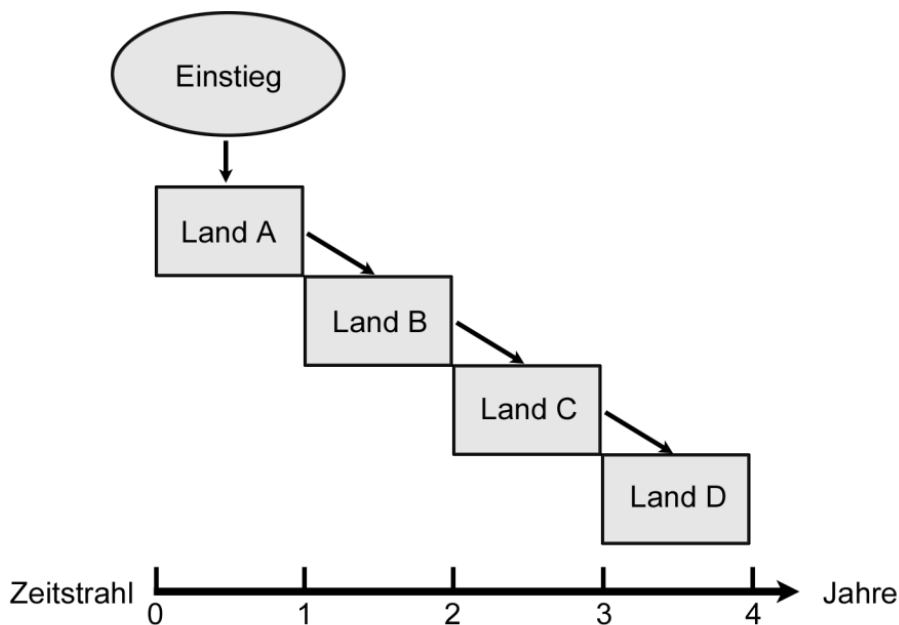 Einstieg
Land A
Land B
Land C
Land D
Zeitstrahl
0 1 2 3 4
Jahre